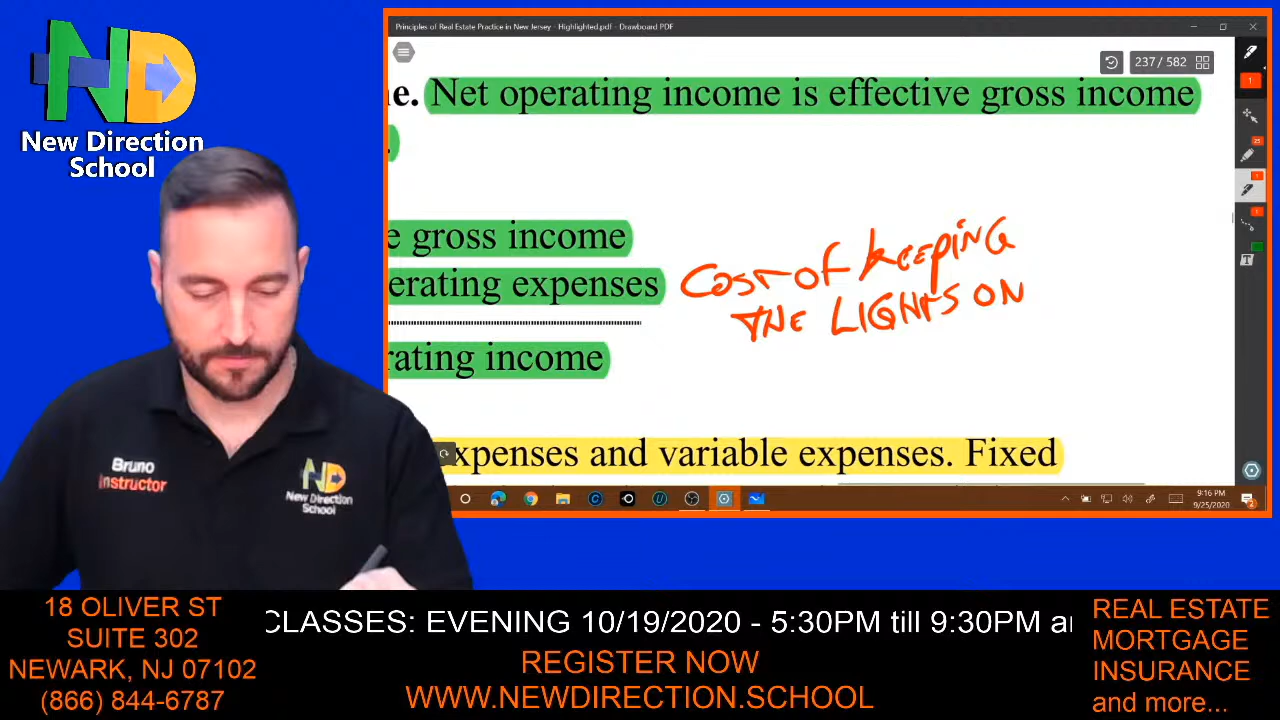 ND
New Direction
School
Principles of Real Estate Practice in New Jersey - Highlighted.pdf - Drawboard PDF
237 / 582
e. Net operating income is effective gross income
e gross income
erating expenses
rating income
COST OF KEEPING
THE LIGHTS ON
expenses and variable expenses. Fixed
9:16 PM
9/25/2020
Bruno
Instructor
ND
New Direction
School
18 OLIVER ST
SUITE 302
NEWARK, NJ 07102
(866) 844-6787
CLASSES: EVENING 10/19/2020 - 5:30PM till 9:30PM a
REGISTER NOW
WWW.NEWDIRECTION.SCHOOL
REAL ESTATE
MORTGAGE
INSURANCE
and more...